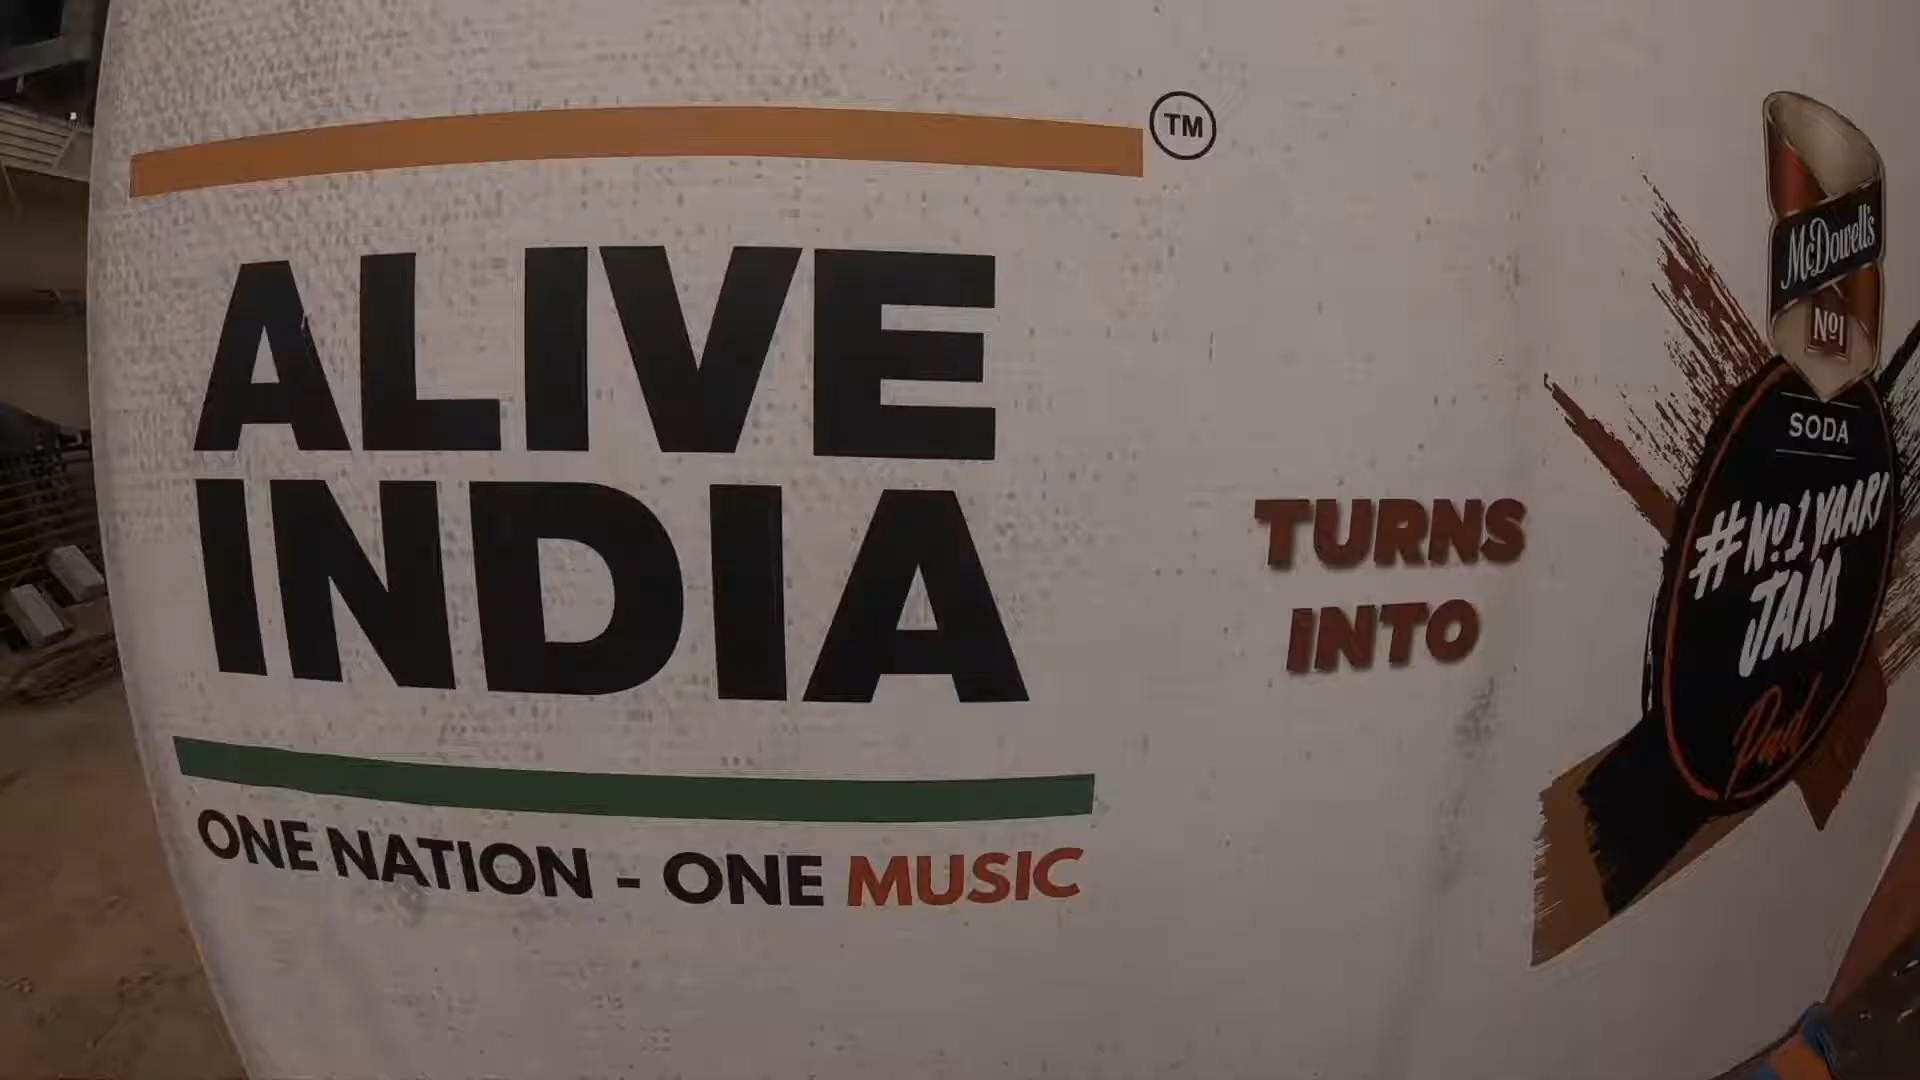 TM
ALIVE
INDIA
ONE NATION - ONE MUSIC
TURNS
INTO
McDowell's
No1
SODA
#No1 YAARI
JAM